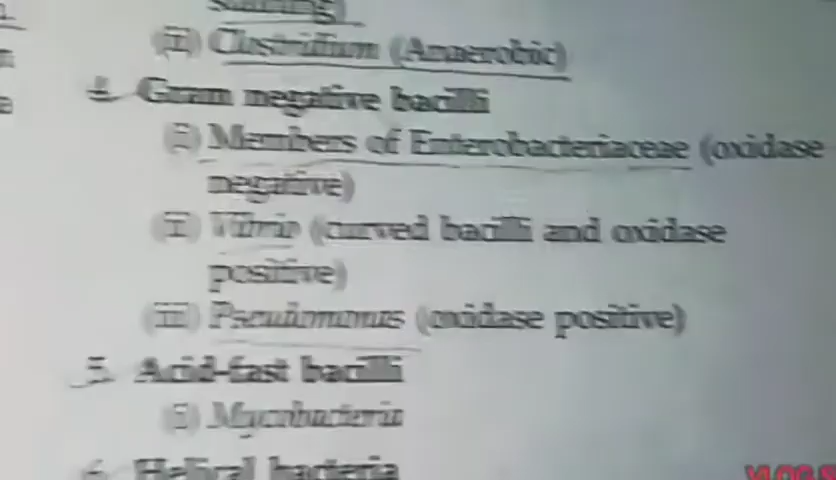 staining)
(ii) Clostridium (Anaerobic)
4. Gram negative bacilli
(i) Members of Enterobacteriaceae (oxidase
negative)
(ii) Vibrio (curved bacilli and oxidase
positive)
(iii) Pseudomonas (oxidase positive)
5. Acid-fast bacilli
(i) Mycobacteria
6. Helical bacteria